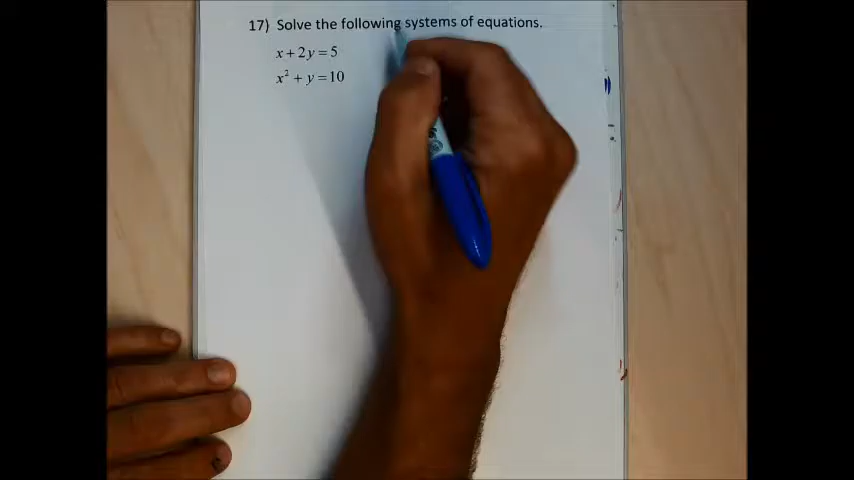 17) Solve the following systems of equations.
x + 2y = 5
x² + y = 10